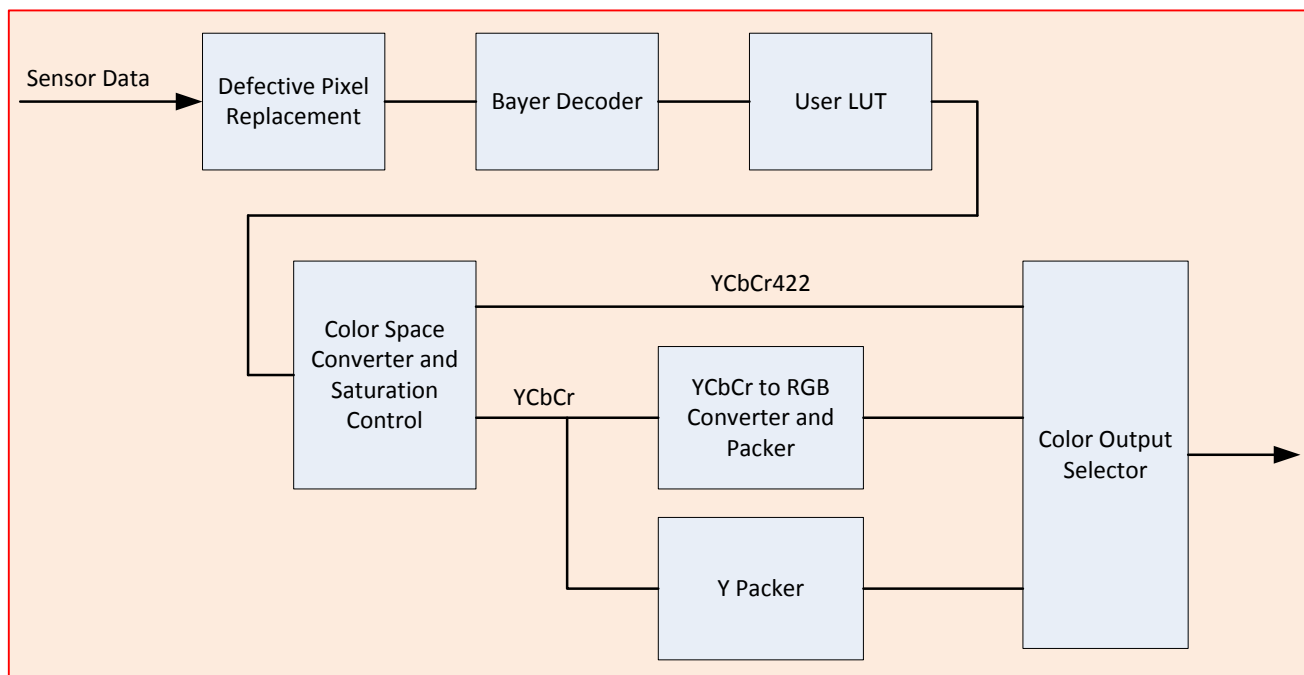 Sensor Data
Defective Pixel
Replacement
Bayer Decoder
User LUT
Color Space
Converter and
Saturation
Control
YCbCr422
YCbCr
YCbCr to RGB
Converter and
Packer
Y Packer
Color Output
Selector